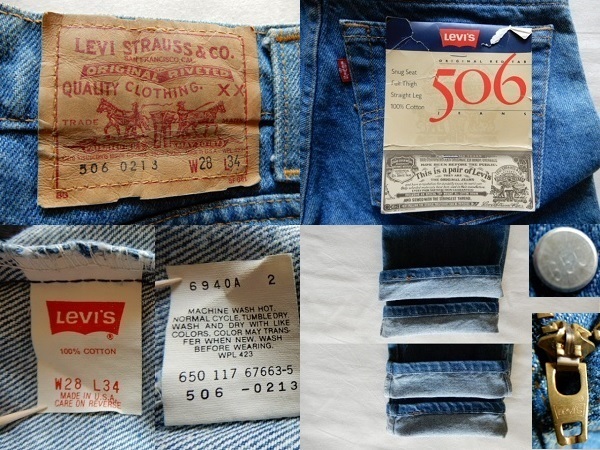 LEVI STRAUSS & CO.
SAN FRANCISCO, CAL.
ORIGINAL RIVETED
QUALITY CLOTHING.
XX
TRADE
506 0213 W28 L34
LEVI'S
ORIGINAL REGULAR
506
JEANS
Snug Seat
Thigh
Straight Leg
100% Cotton
This is a pair of Levi's
LEVI'S
®
100% COTTON
W28 L34
MADE IN U.S.A.
CARE ON REVERSE
6940A 2
MACHINE WASH HOT.
NORMAL CYCLE. TUMBLE DRY
WASH AND DRY WITH LIKE
COLORS. COLOR MAY TRANS-
FER WHEN NEW. WASH
BEFORE WEARING.
WPL 423
650 117 67663-5
506 -0213
LEVI'S